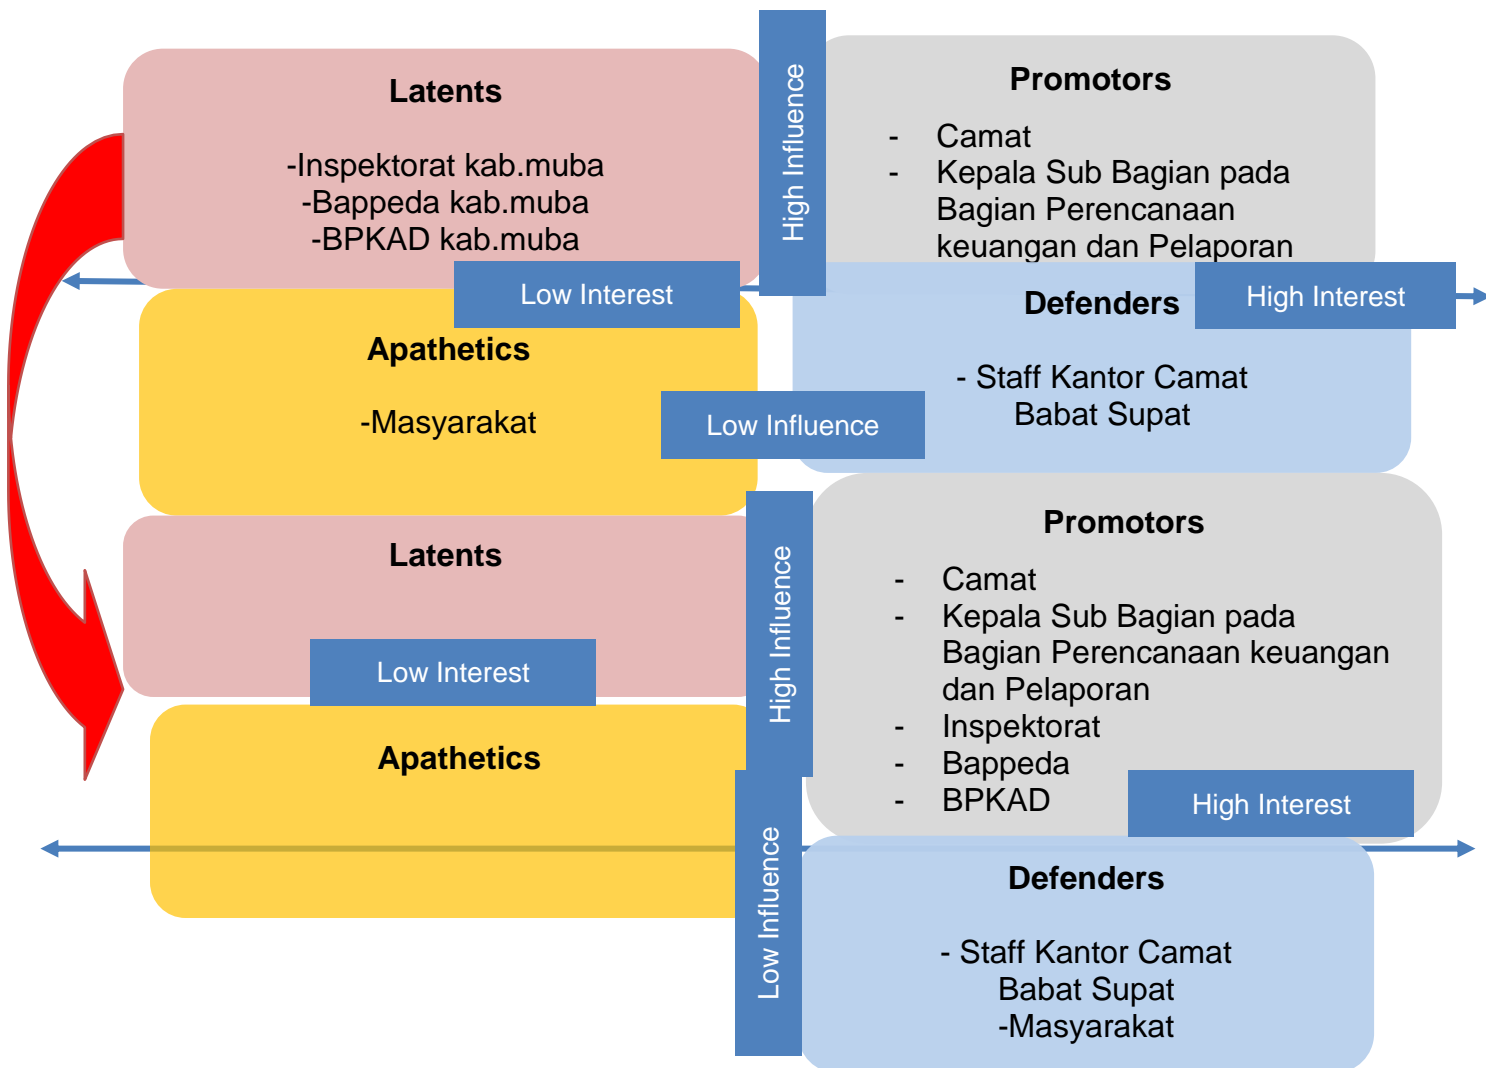 Latents
-Inspektorat kab.muba
-Bappeda kab.muba
-BPKAD kab.muba
High Influence
Promotors
- Camat
- Kepala Sub Bagian pada
Bagian Perencanaan
keuangan dan Pelaporan
Low Interest
High Interest
Apathetics
-Masyarakat
Low Influence
Defenders
- Staff Kantor Camat
Babat Supat
Latents
Low Interest
High Influence
Promotors
- Camat
- Kepala Sub Bagian pada
Bagian Perencanaan keuangan
dan Pelaporan
- Inspektorat
- Bappeda
- BPKAD
High Interest
Apathetics
Low Influence
Defenders
- Staff Kantor Camat
Babat Supat
-Masyarakat